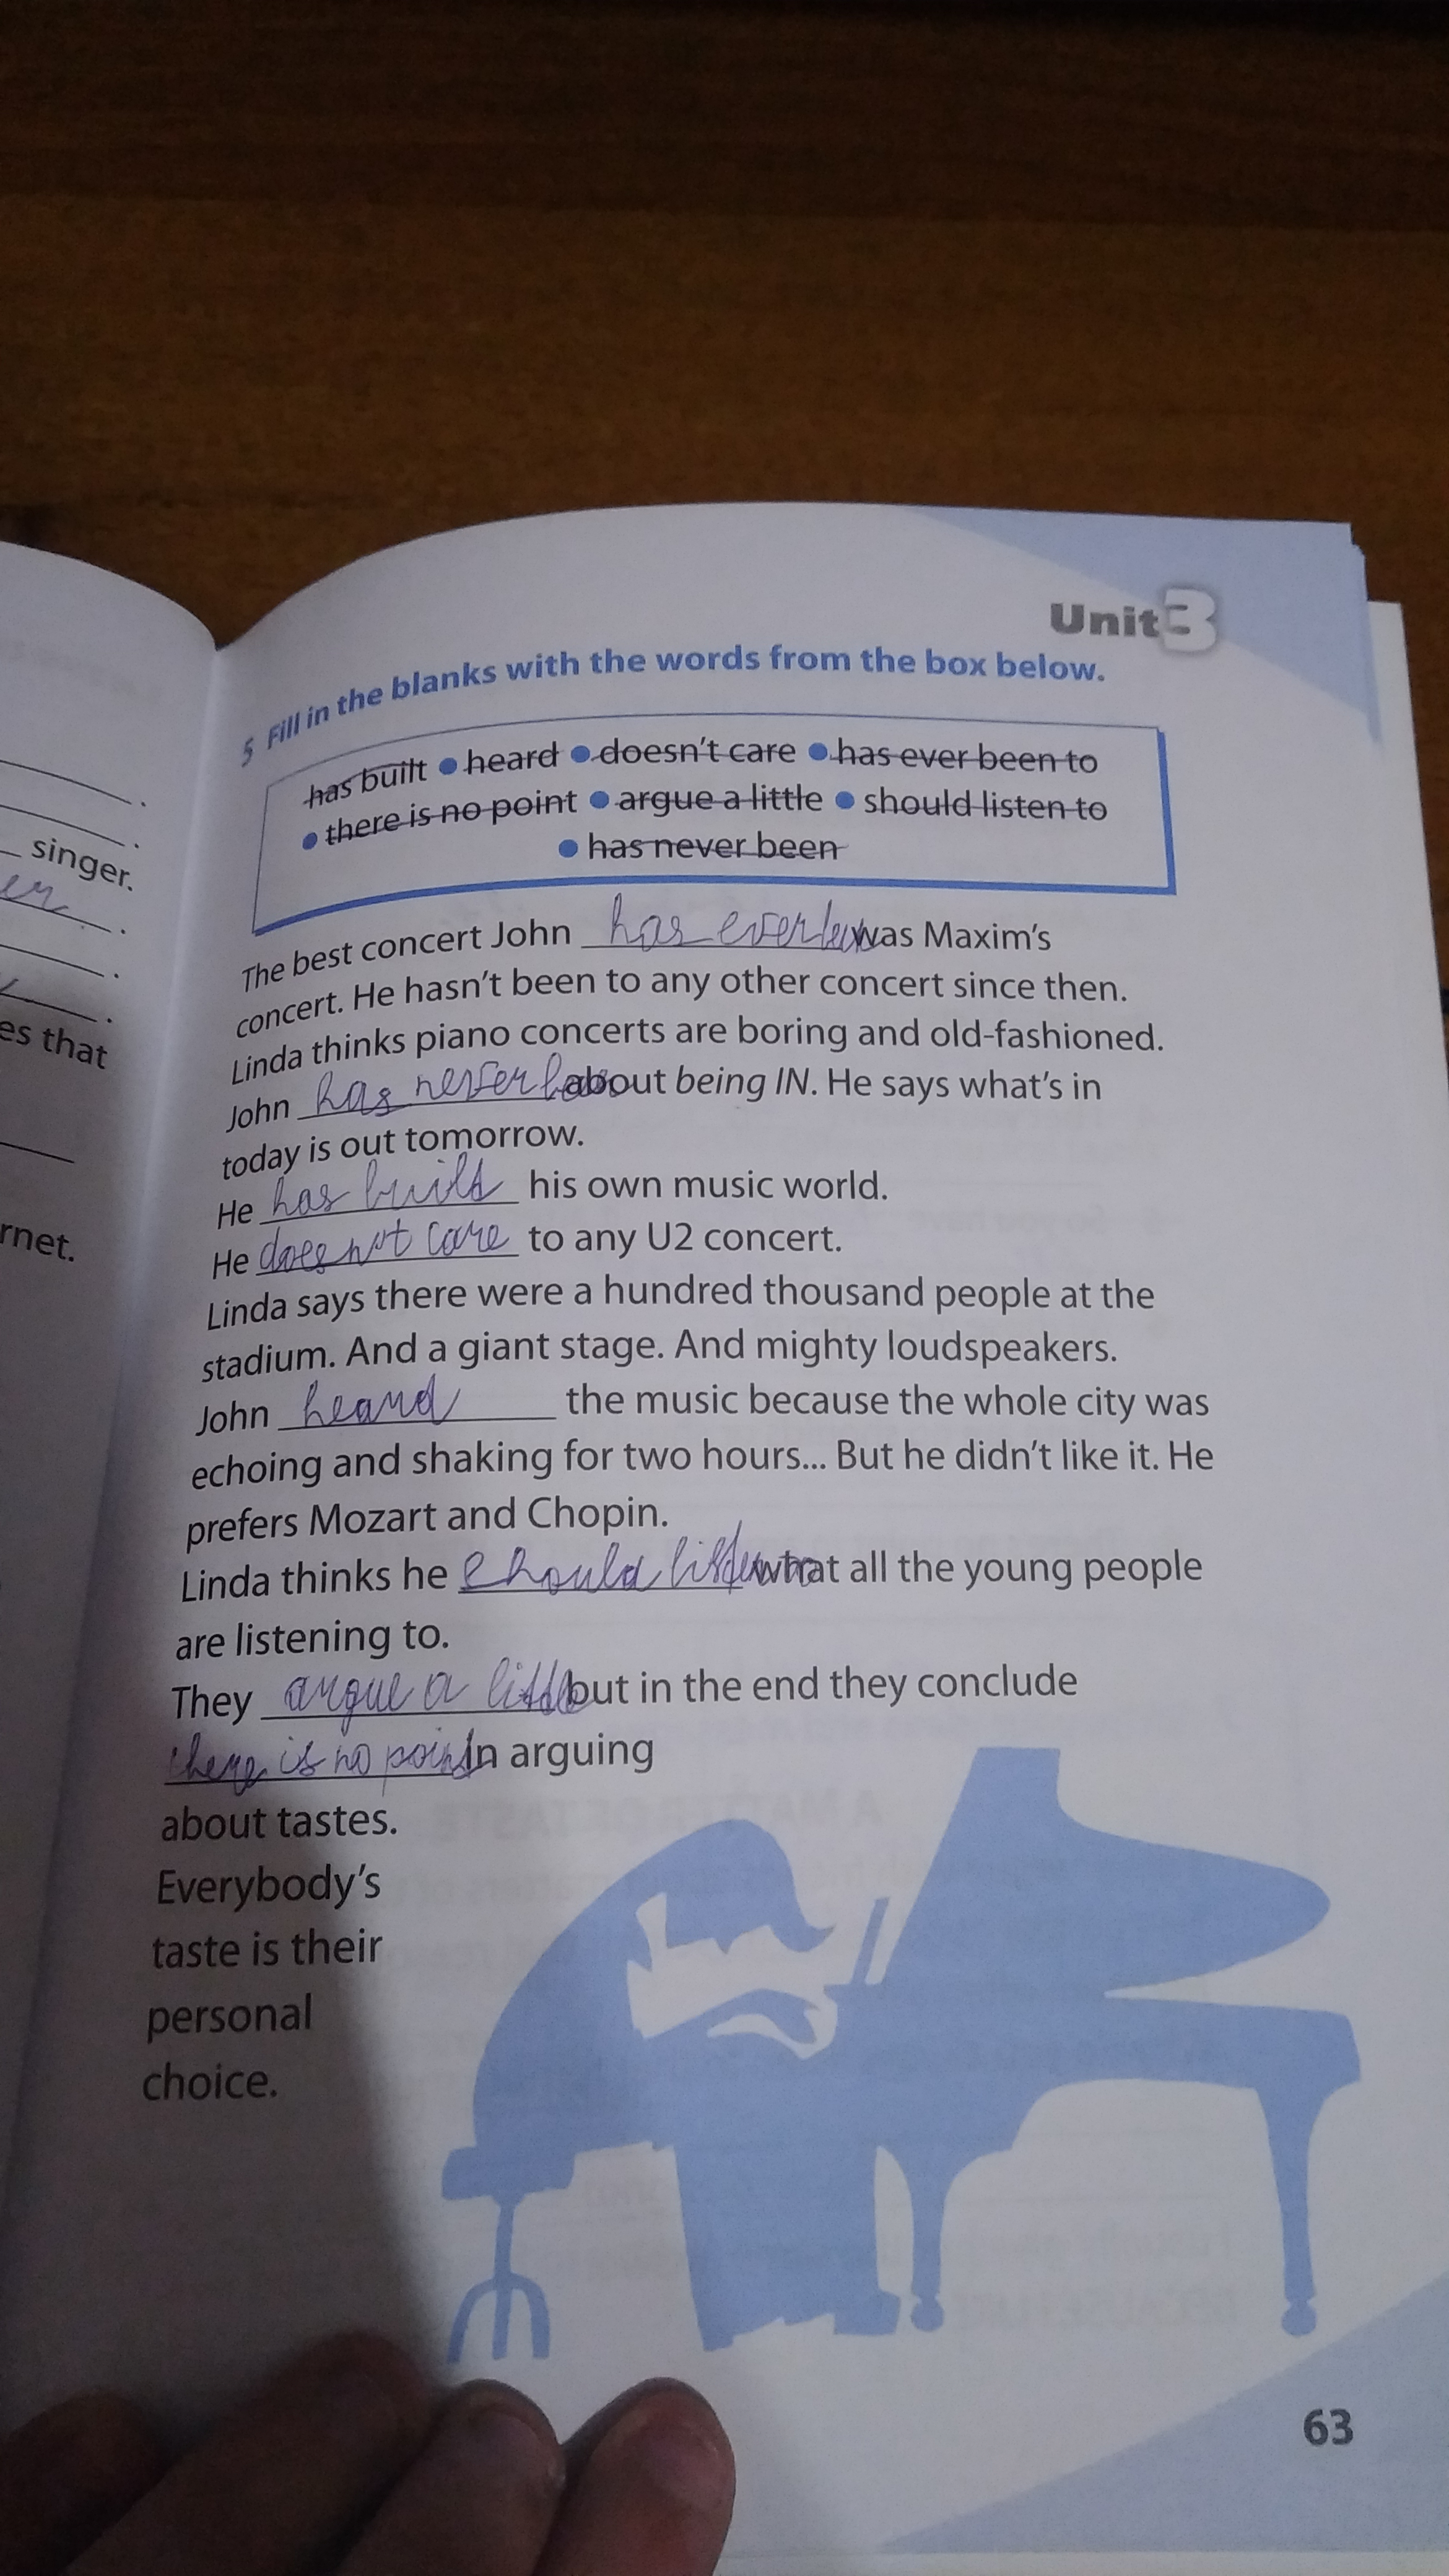 Unit 3
5 Fill in the blanks with the words from the box below.
has built • heard • doesn't care • has ever been to
• there is no point • argue a little • should listen to
• has never been
The best concert John has ever been was Maxim's
concert. He hasn't been to any other concert since then.
Linda thinks piano concerts are boring and old-fashioned.
John has never about being IN. He says what's in
today is out tomorrow.
He has built his own music world.
He does not care to any U2 concert.
Linda says there were a hundred thousand people at the
stadium. And a giant stage. And mighty loudspeakers.
John heard the music because the whole city was
echoing and shaking for two hours... But he didn't like it. He
prefers Mozart and Chopin.
Linda thinks he should listen to what all the young people
are listening to.
They argue a little but in the end they conclude
there is no point in arguing
about tastes.
Everybody's
taste is their
personal
choice.
63
singer.
er
es that
rnet.